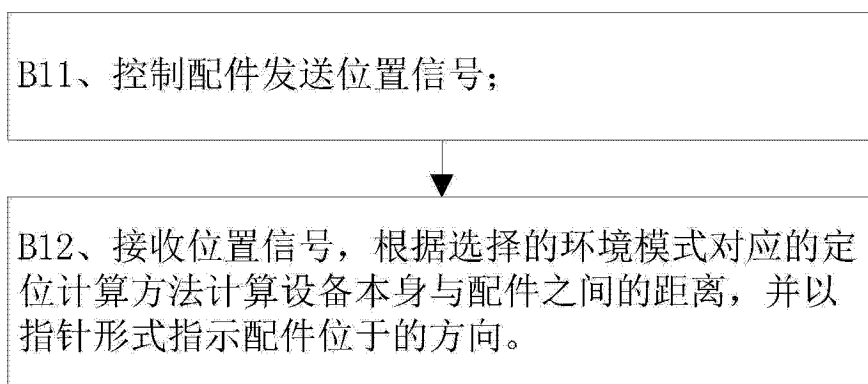 B11、控制配件发送位置信号；
B12、接收位置信号，根据选择的环境模式对应的定
位计算方法计算设备本身与配件之间的距离，并以
指针形式指示配件位于的方向。